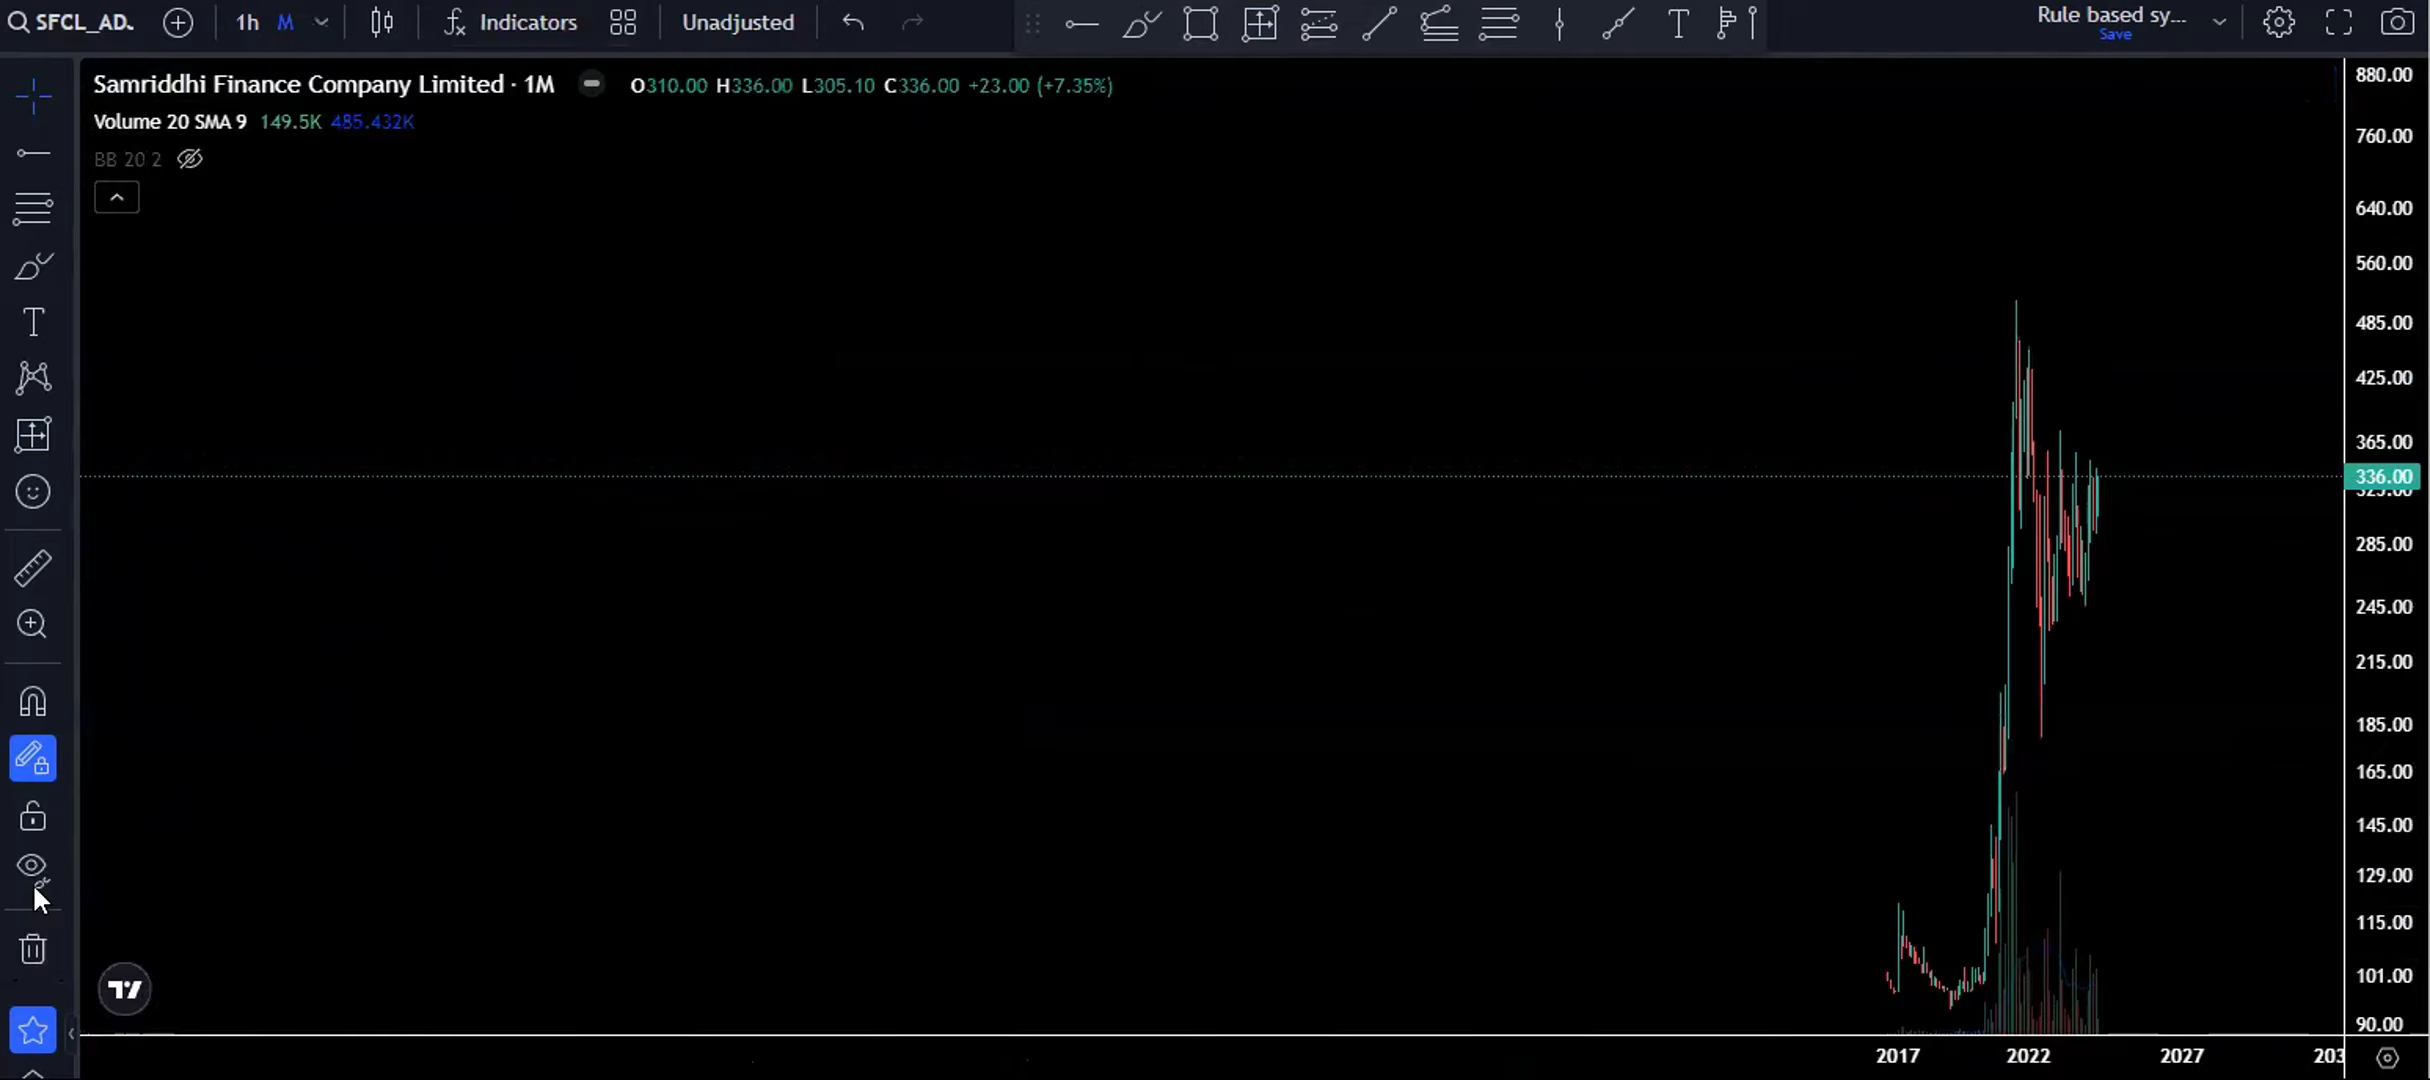 SFCL_AD.
1h M
Indicators
Unadjusted
T
Rule based sy...
Save
Samriddhi Finance Company Limited · 1M
O310.00 H336.00 L305.10 C336.00 +23.00 (+7.35%)
Volume 20 SMA 9 149.5K 485.432K
BB 20 2
880.00
760.00
640.00
560.00
485.00
425.00
365.00
336.00
325.00
285.00
245.00
215.00
185.00
165.00
145.00
129.00
115.00
101.00
90.00
2017 2022 2027 203